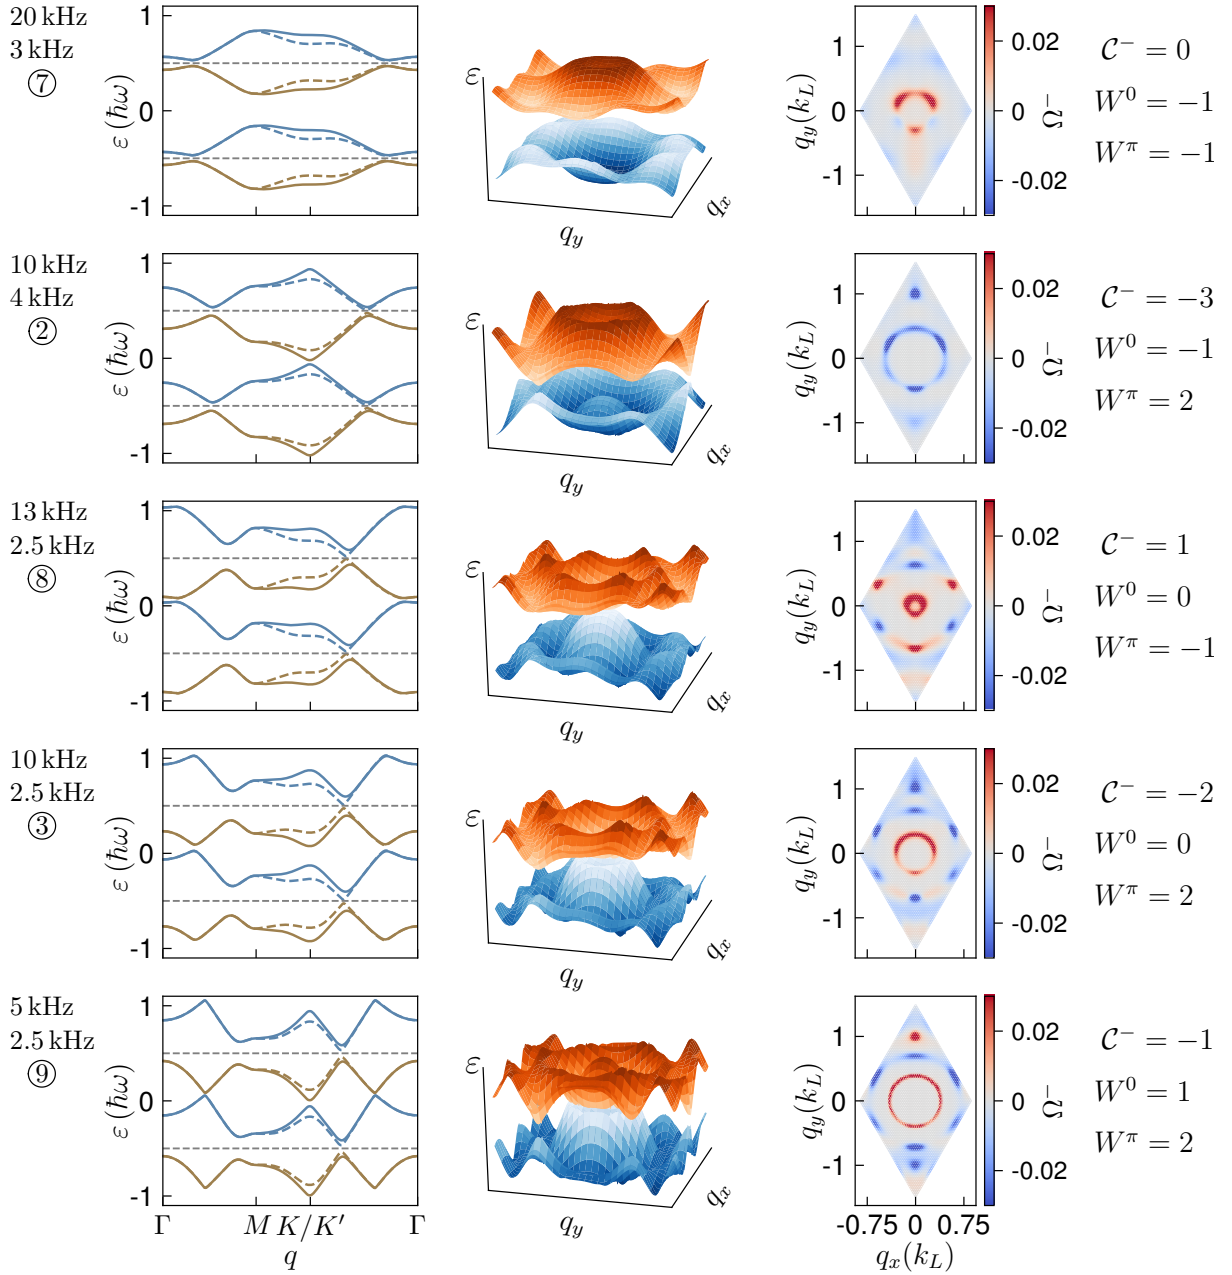 20 kHz
3 kHz
⑦
ε (ħω)
1
0
-1
ε
q_y
q_x
q_y(k_L)
1
0
-1
0.02
0
-0.02
Ω⁻
𝒞⁻ = 0
W⁰ = −1
W^π = −1
10 kHz
4 kHz
②
ε (ħω)
1
0
-1
ε
q_y
q_x
q_y(k_L)
1
0
-1
0.02
0
-0.02
Ω⁻
𝒞⁻ = −3
W⁰ = −1
W^π = 2
13 kHz
2.5 kHz
⑧
ε (ħω)
1
0
-1
ε
q_y
q_x
q_y(k_L)
1
0
-1
0.02
0
-0.02
Ω⁻
𝒞⁻ = 1
W⁰ = 0
W^π = −1
10 kHz
2.5 kHz
③
ε (ħω)
1
0
-1
ε
q_y
q_x
q_y(k_L)
1
0
-1
0.02
0
-0.02
Ω⁻
𝒞⁻ = −2
W⁰ = 0
W^π = 2
5 kHz
2.5 kHz
⑨
ε (ħω)
1
0
-1
Γ M K/K′ Γ
q
ε
q_y
q_x
q_y(k_L)
1
0
-1
-0.75 0 0.75
q_x(k_L)
0.02
0
-0.02
Ω⁻
𝒞⁻ = −1
W⁰ = 1
W^π = 2